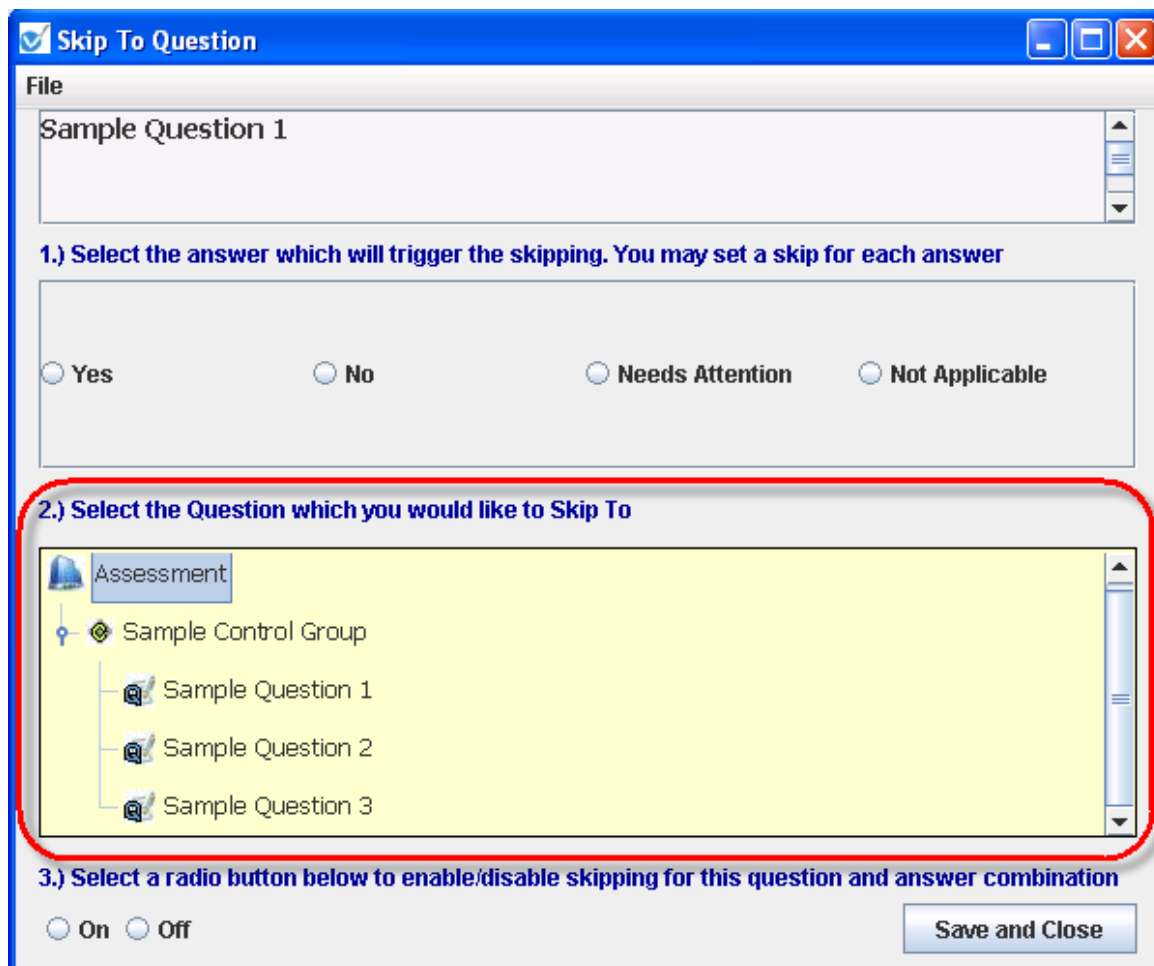 Skip To Question
File
Sample Question 1
1.) Select the answer which will trigger the skipping. You may set a skip for each answer
Yes No Needs Attention Not Applicable
2.) Select the Question which you would like to Skip To
Assessment
Sample Control Group
Sample Question 1
Sample Question 2
Sample Question 3
3.) Select a radio button below to enable/disable skipping for this question and answer combination
On Off Save and Close